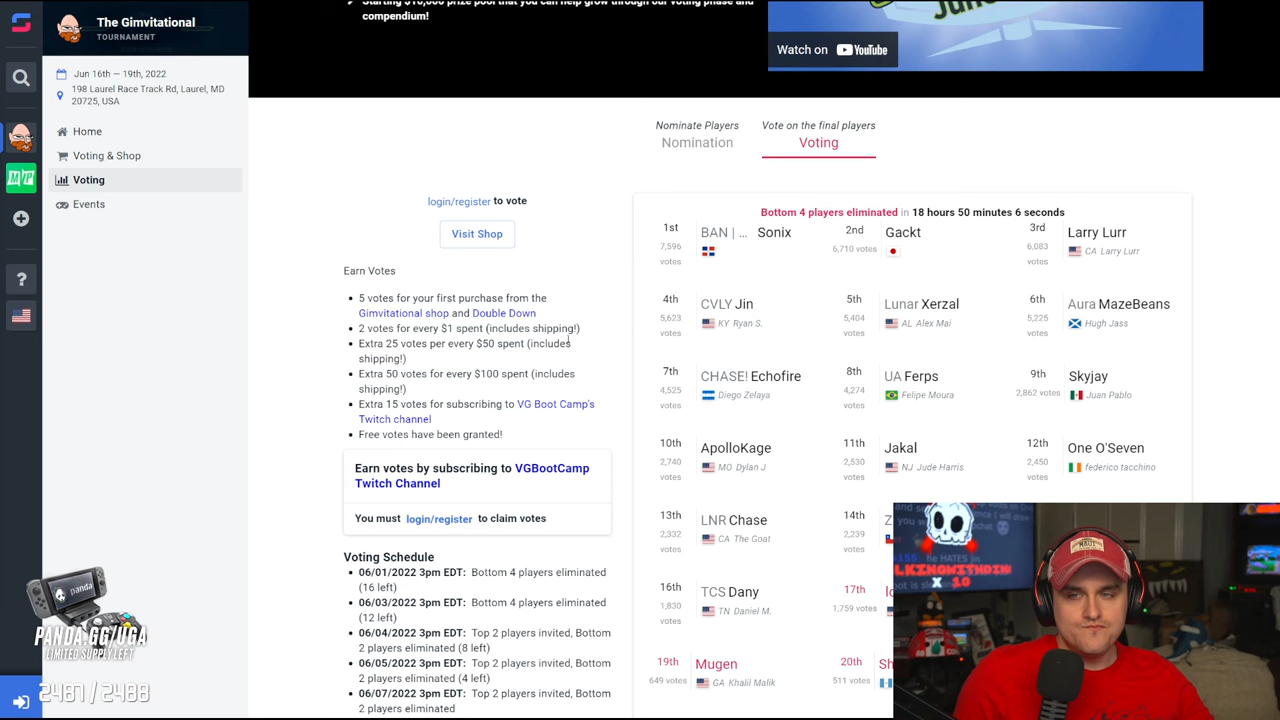 Starting $10,000 prize pool that you can help grow through our voting phase and
compendium!
Watch on YouTube
The Gimvitational
TOURNAMENT
Jun 16th — 19th, 2022
198 Laurel Race Track Rd, Laurel, MD
20725, USA
Home
Voting & Shop
Voting
Events
Nominate Players
Nomination
Vote on the final players
Voting
login/register to vote
Visit Shop
Earn Votes
• 5 votes for your first purchase from the
Gimvitational shop and Double Down
• 2 votes for every $1 spent (includes shipping!)
• Extra 25 votes per every $50 spent (includes
shipping!)
• Extra 50 votes for every $100 spent (includes
shipping!)
• Extra 15 votes for subscribing to VG Boot Camp's
Twitch channel
• Free votes have been granted!
Earn votes by subscribing to VGBootCamp
Twitch Channel
You must login/register to claim votes
Voting Schedule
• 06/01/2022 3pm EDT: Bottom 4 players eliminated
(16 left)
• 06/03/2022 3pm EDT: Bottom 4 players eliminated
(12 left)
• 06/04/2022 3pm EDT: Top 2 players invited, Bottom
2 players eliminated (8 left)
• 06/05/2022 3pm EDT: Top 2 players invited, Bottom
2 players eliminated (4 left)
• 06/07/2022 3pm EDT: Top 2 players invited, Bottom
2 players eliminated
Bottom 4 players eliminated in 18 hours 50 minutes 6 seconds
1st
7,596
votes
BAN | ... Sonix
2nd
6,710 votes
Gackt
3rd
6,083
votes
Larry Lurr
CA Larry Lurr
4th
5,623
votes
CVLY Jin
KY Ryan S.
5th
5,404
votes
Lunar Xerzal
AL Alex Mai
6th
5,225
votes
Aura MazeBeans
Hugh Jass
7th
4,525
votes
CHASE! Echofire
Diego Zelaya
8th
4,274
votes
UA Ferps
Felipe Moura
9th
2,862 votes
Skyjay
Juan Pablo
10th
2,740
votes
ApolloKage
MO Dylan J
11th
2,530
votes
Jakal
NJ Jude Harris
12th
2,450
votes
One O'Seven
federico tacchino
13th
2,332
votes
LNR Chase
CA The Goat
14th
2,239
votes
16th
1,830
votes
TCS Dany
TN Daniel M.
17th
1,759 votes
19th
649 votes
Mugen
GA Khalil Malik
20th
511 votes
Sh
panda
PANDA.GG/UGA
LIMITED SUPPLY LEFT
2487 / 2488
X 10